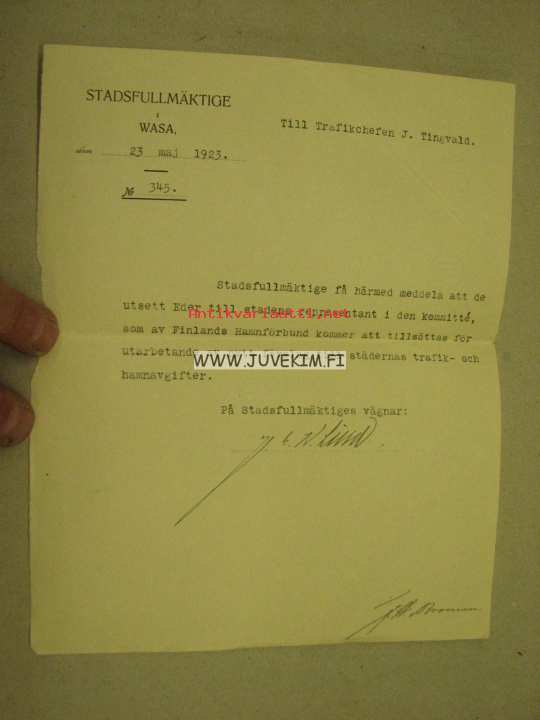 STADSFULLMÄKTIGE
I
WASA,
den 23 maj 1923.
№ 345.
Till Trafikchefen J. Tingvald.
Stadsfullmäktige få härmed meddela att de
utsett Eder till stadens representant i den kommitté,
Antikvariaatti.net
som av Finlands Hamnförbund kommer att tillsättas för
utarbetande städernas trafik- och
WWW.JUVEKIM.FI
hamnavgifter.
På Stadsfullmäktiges vägnar: